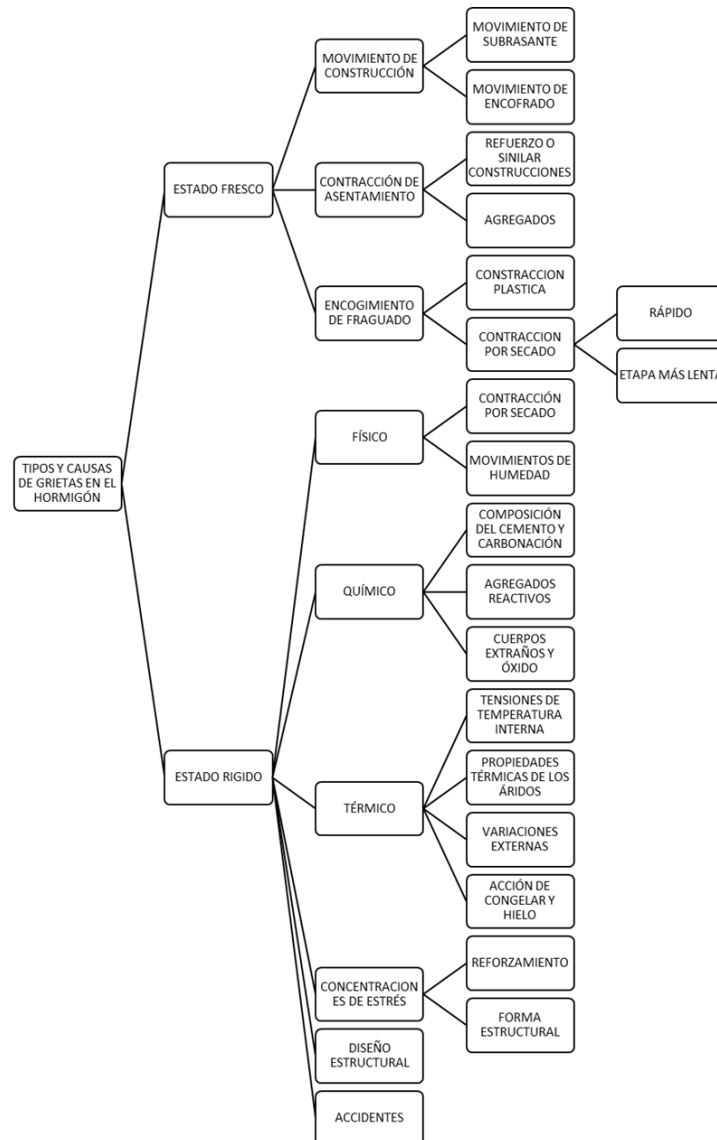 TIPOS Y CAUSAS
DE GRIETAS EN EL
HORMIGÓN
ESTADO FRESCO
MOVIMIENTO DE
CONSTRUCCIÓN
MOVIMIENTO DE
SUBRASANTE
MOVIMIENTO DE
ENCOFRADO
CONTRACCIÓN DE
ASENTAMIENTO
REFUERZO O
SINILAR
CONSTRUCCIONES
AGREGADOS
ENCOGIMIENTO
DE FRAGUADO
CONSTRACCION
PLASTICA
CONTRACCION
POR SECADO
RÁPIDO
ETAPA MÁS LENTA
ESTADO RIGIDO
FÍSICO
CONTRACCIÓN
POR SECADO
MOVIMIENTOS DE
HUMEDAD
QUÍMICO
COMPOSICIÓN
DEL CEMENTO Y
CARBONACIÓN
AGREGADOS
REACTIVOS
CUERPOS
EXTRAÑOS Y
ÓXIDO
TÉRMICO
TENSIONES DE
TEMPERATURA
INTERNA
PROPIEDADES
TÉRMICAS DE LOS
ÁRIDOS
VARIACIONES
EXTERNAS
ACCIÓN DE
CONGELAR Y
HIELO
CONCENTRACION
ES DE ESTRÉS
REFORZAMIENTO
FORMA
ESTRUCTURAL
DISEÑO
ESTRUCTURAL
ACCIDENTES